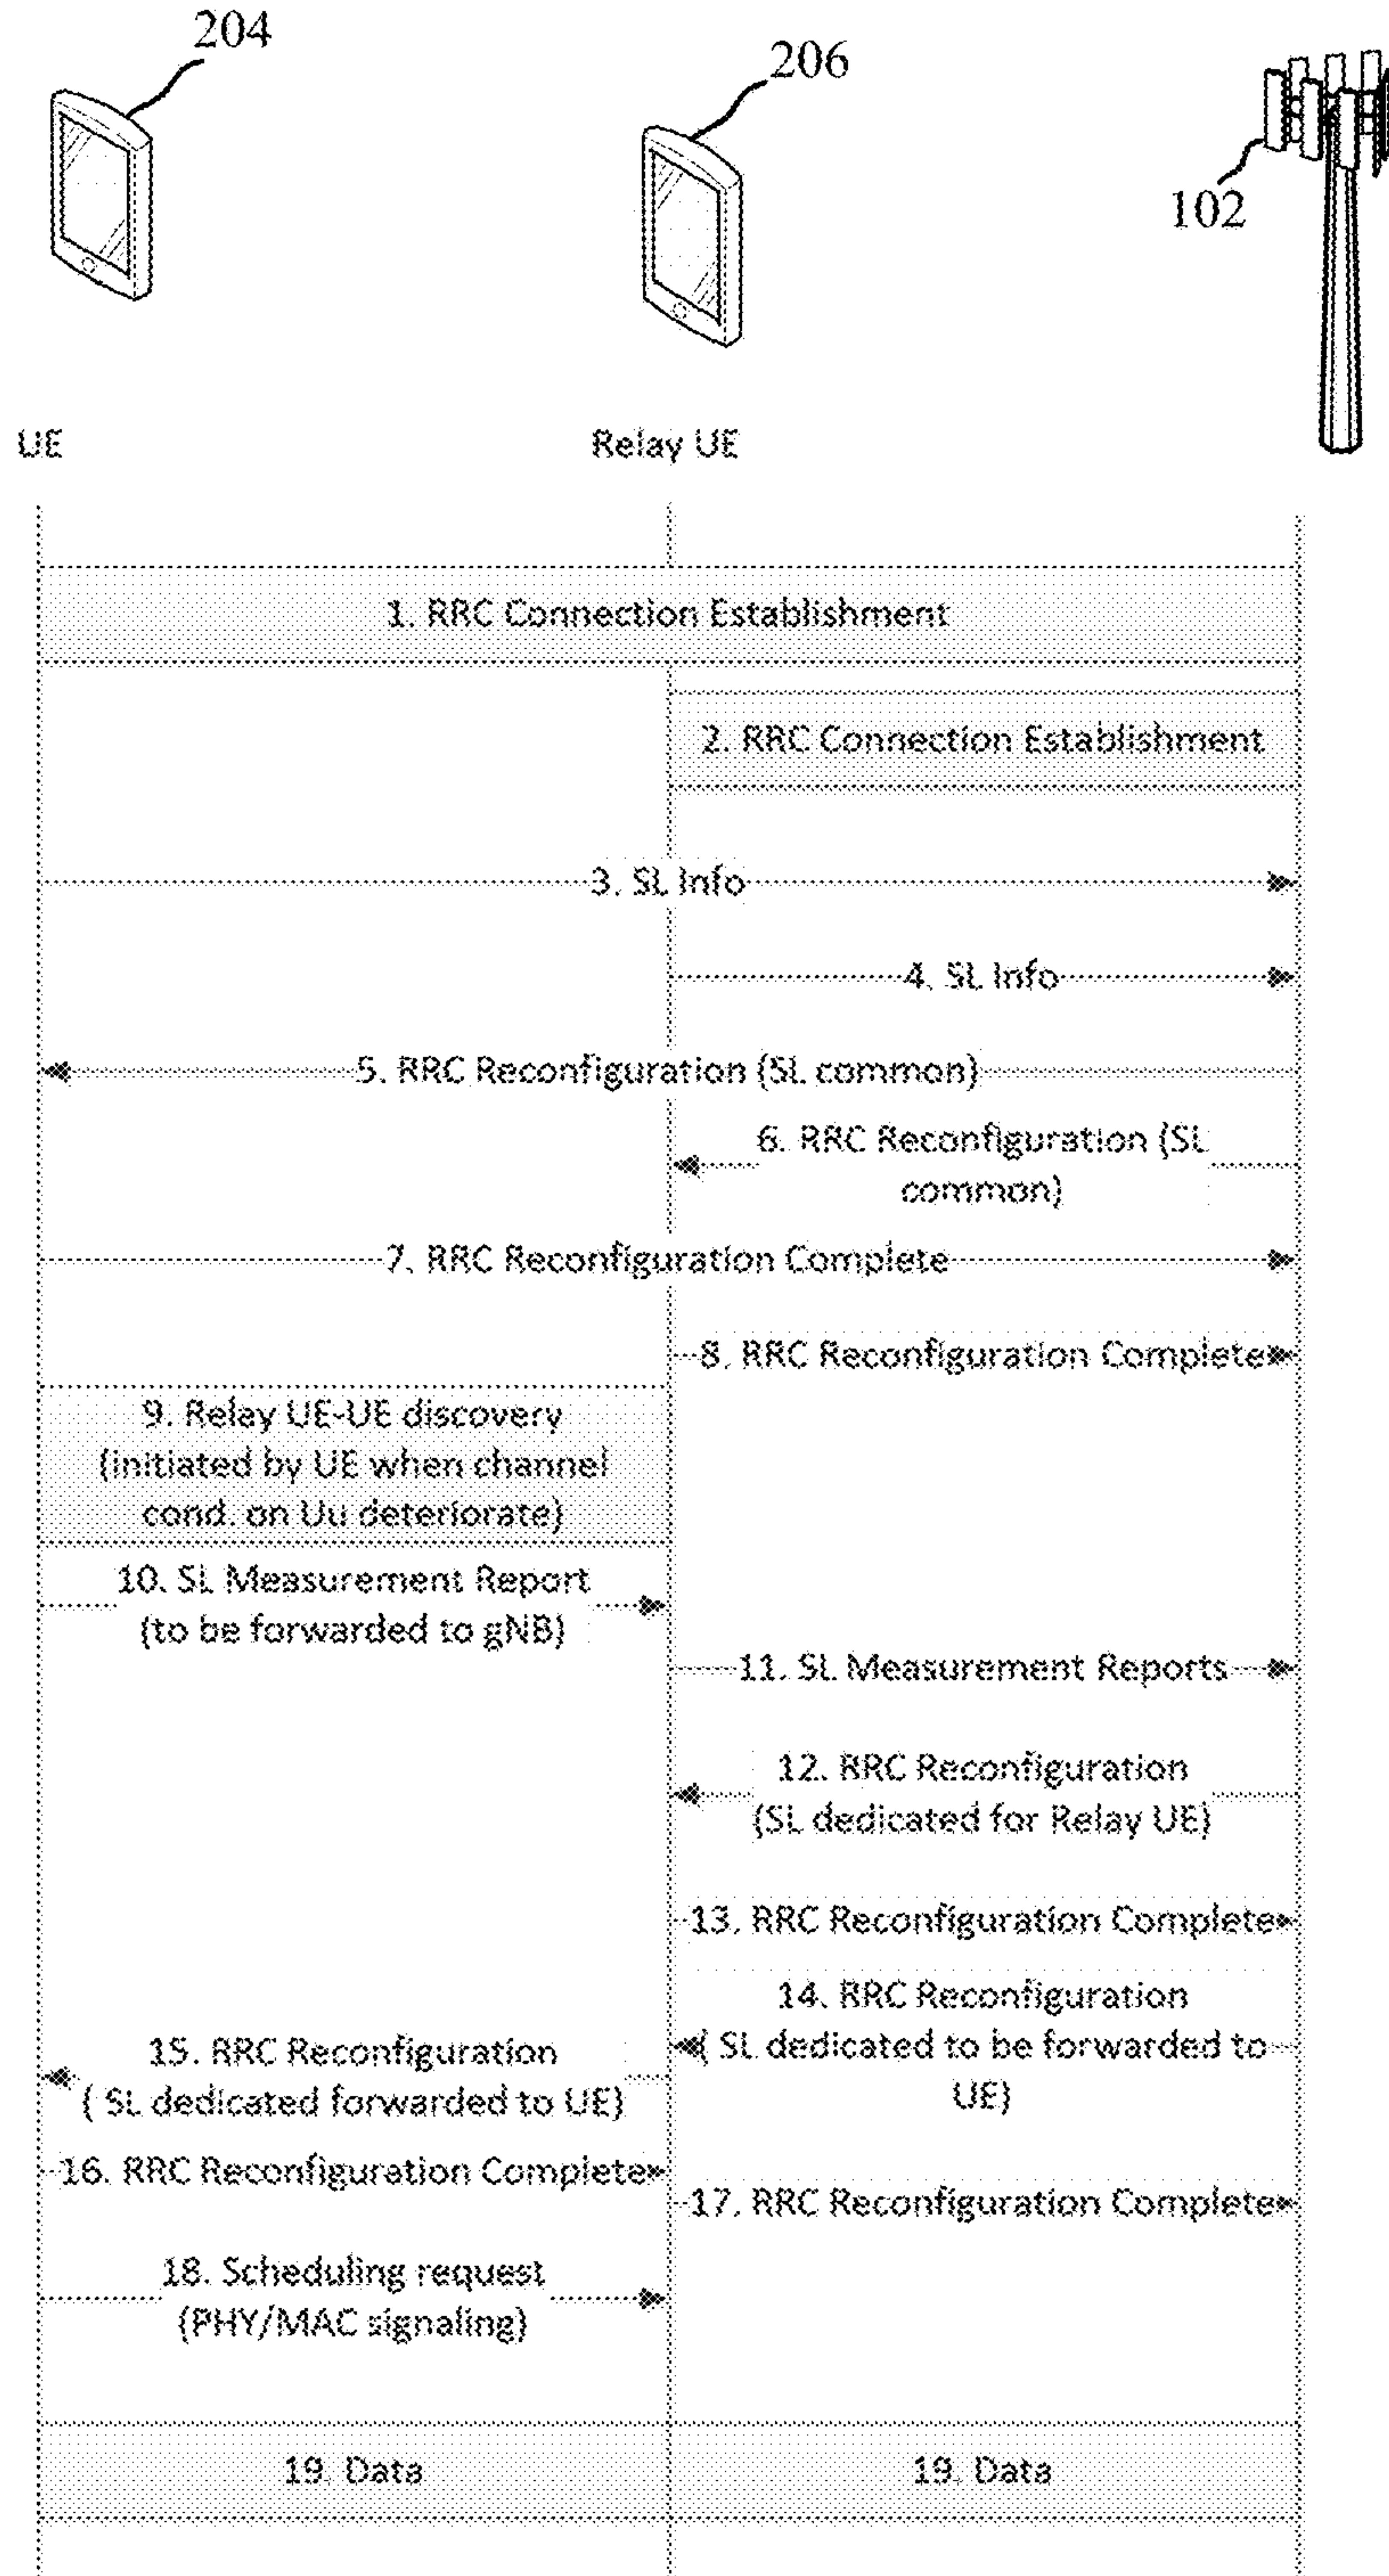 204
206
102
UE
Relay UE
1. RRC Connection Establishment
2. RRC Connection Establishment
3. SL Info
4. SL Info
5. RRC Reconfiguration (SL common)
6. RRC Reconfiguration (SL
common)
7. RRC Reconfiguration Complete
8. RRC Reconfiguration Complete
9. Relay UE-UE discovery
(initiated by UE when channel
cond. on Uu deteriorate)
10. SL Measurement Report
(to be forwarded to gNB)
11. SL Measurement Reports
12. RRC Reconfiguration
(SL dedicated for Relay UE)
13. RRC Reconfiguration Complete
14. RRC Reconfiguration
( SL dedicated to be forwarded to
UE)
15. RRC Reconfiguration
( SL dedicated forwarded to UE)
16. RRC Reconfiguration Complete
17. RRC Reconfiguration Complete
18. Scheduling request
(PHY/MAC signaling)
19. Data
19. Data